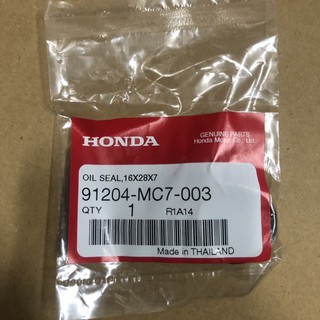 HONDA
GENUINE PARTS
Honda Motor Co., Ltd.
OIL SEAL,16X28X7
91204-MC7-003
QTY 1 R1A14
Made in THAILAND